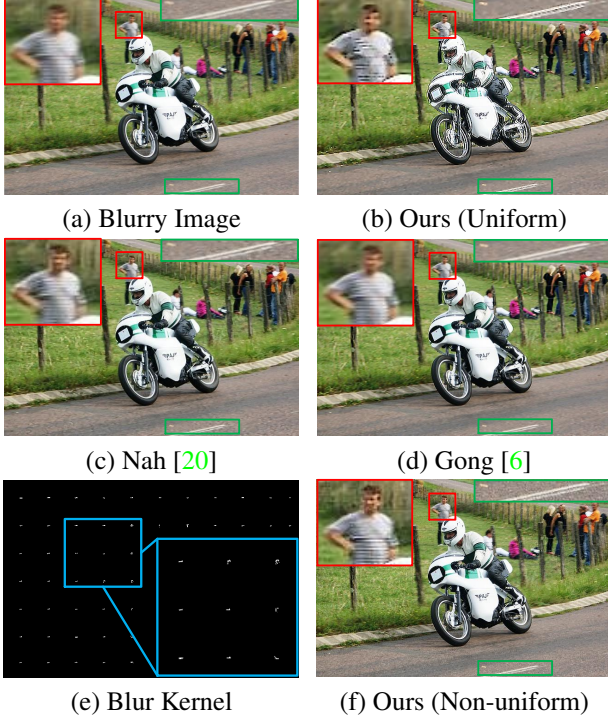 (a) Blurry Image
(b) Ours (Uniform)
(c) Nah [20]
(d) Gong [6]
(e) Blur Kernel
(f) Ours (Non-uniform)